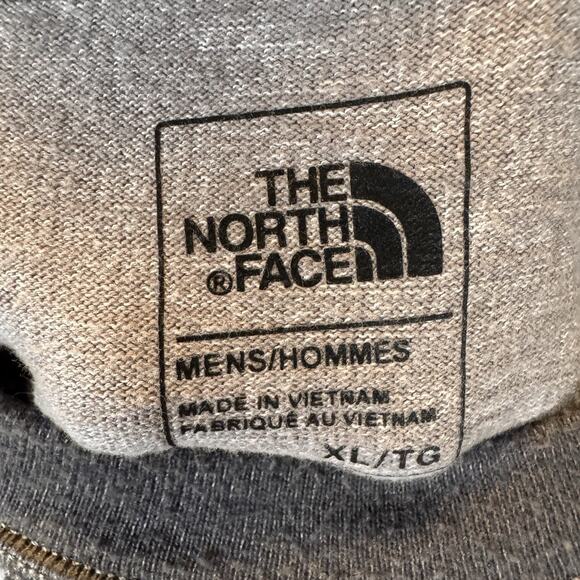 THE
NORTH
®FACE
MENS/HOMMES
MADE IN VIETNAM
FABRIQUÉ AU VIETNAM
XL/TG